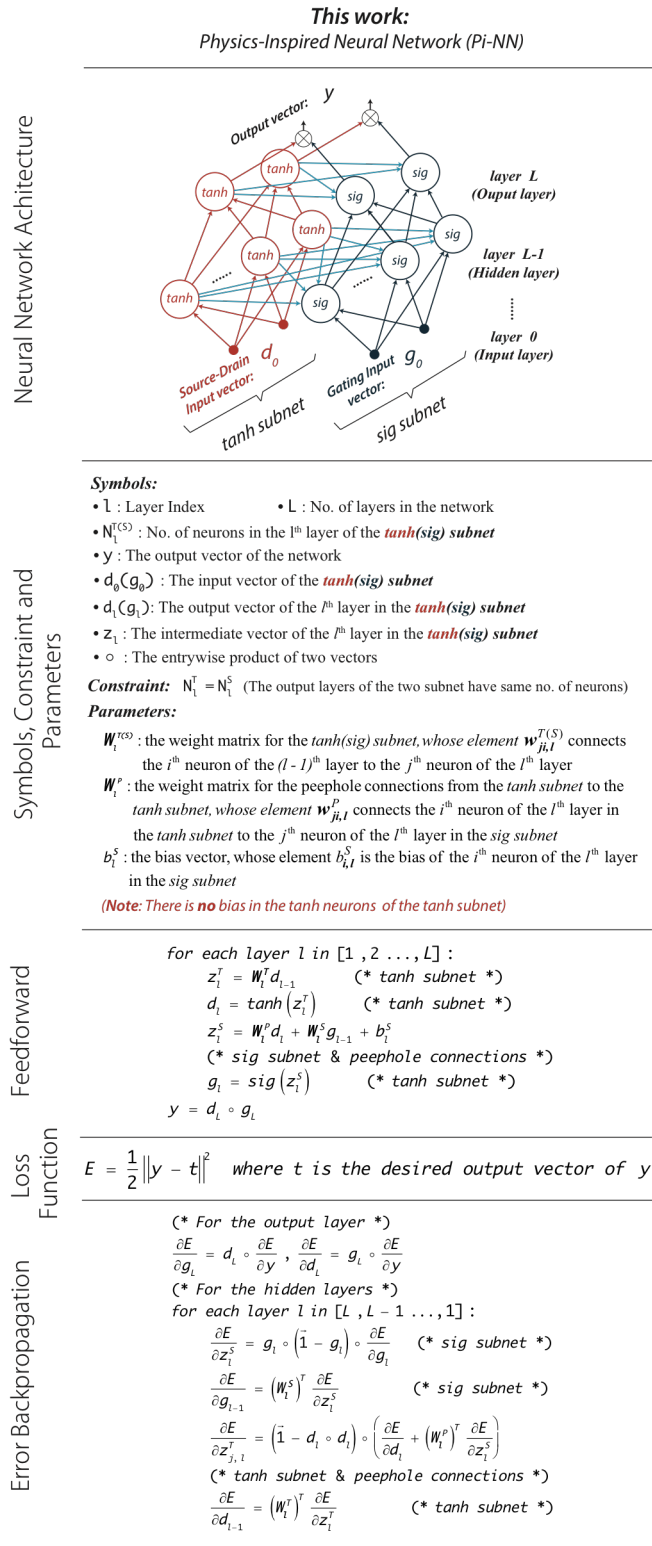 This work:
Physics-Inspired Neural Network (Pi-NN)
Neural Network Achitecture
Output vector: y
tanh
tanh
tanh
tanh
tanh
sig
sig
sig
sig
sig
......
......
layer L
(Ouput layer)
layer L-1
(Hidden layer)
......
layer 0
(Input layer)
Source-Drain
Input vector: d₀
Gating Input
vector: g₀
tanh subnet
sig subnet
Symbols, Constraint and
Parameters
Symbols:
• l : Layer Index • L : No. of layers in the network
• N_l^{T(S)} : No. of neurons in the lᵗʰ layer of the tanh(sig) subnet
• y : The output vector of the network
• d₀(g₀) : The input vector of the tanh(sig) subnet
• d_l(g_l): The output vector of the lᵗʰ layer in the tanh(sig) subnet
• z_l : The intermediate vector of the lᵗʰ layer in the tanh(sig) subnet
• ∘ : The entrywise product of two vectors
Constraint: N_l^T = N_l^S (The output layers of the two subnet have same no. of neurons)
Parameters:
W_l^{T(S)} : the weight matrix for the tanh(sig) subnet, whose element w_{ji,l}^{T(S)} connects
the iᵗʰ neuron of the (l - 1)ᵗʰ layer to the jᵗʰ neuron of the lᵗʰ layer
W_l^P : the weight matrix for the peephole connections from the tanh subnet to the
tanh subnet, whose element w_{ji,l}^P connects the iᵗʰ neuron of the lᵗʰ layer in
the tanh subnet to the jᵗʰ neuron of the lᵗʰ layer in the sig subnet
b_l^S : the bias vector, whose element b_{i,l}^S is the bias of the iᵗʰ neuron of the lᵗʰ layer
in the sig subnet
(Note: There is no bias in the tanh neurons of the tanh subnet)
Feedforward
for each layer l in [1 ,2 ..., L] :
z_l^T = W_l^T d_{l-1} (* tanh subnet *)
d_l = tanh(z_l^T) (* tanh subnet *)
z_l^S = W_l^P d_l + W_l^S g_{l-1} + b_l^S
(* sig subnet & peephole connections *)
g_l = sig(z_l^S) (* tanh subnet *)
y = d_L ∘ g_L
Loss
Function
E = 1/2 ||y - t||² where t is the desired output vector of y
Error Backpropagation
(* For the output layer *)
∂E/∂g_L = d_L ∘ ∂E/∂y , ∂E/∂d_L = g_L ∘ ∂E/∂y
(* For the hidden layers *)
for each layer l in [L , L - 1 ..., 1] :
∂E/∂z_l^S = g_l ∘ (1⃗ - g_l) ∘ ∂E/∂g_l (* sig subnet *)
∂E/∂g_{l-1} = (W_l^S)^T ∂E/∂z_l^S (* sig subnet *)
∂E/∂z_{j, l}^T = (1⃗ - d_l ∘ d_l) ∘ (∂E/∂d_l + (W_l^P)^T ∂E/∂z_l^S)
(* tanh subnet & peephole connections *)
∂E/∂d_{l-1} = (W_l^T)^T ∂E/∂z_l^T (* tanh subnet *)